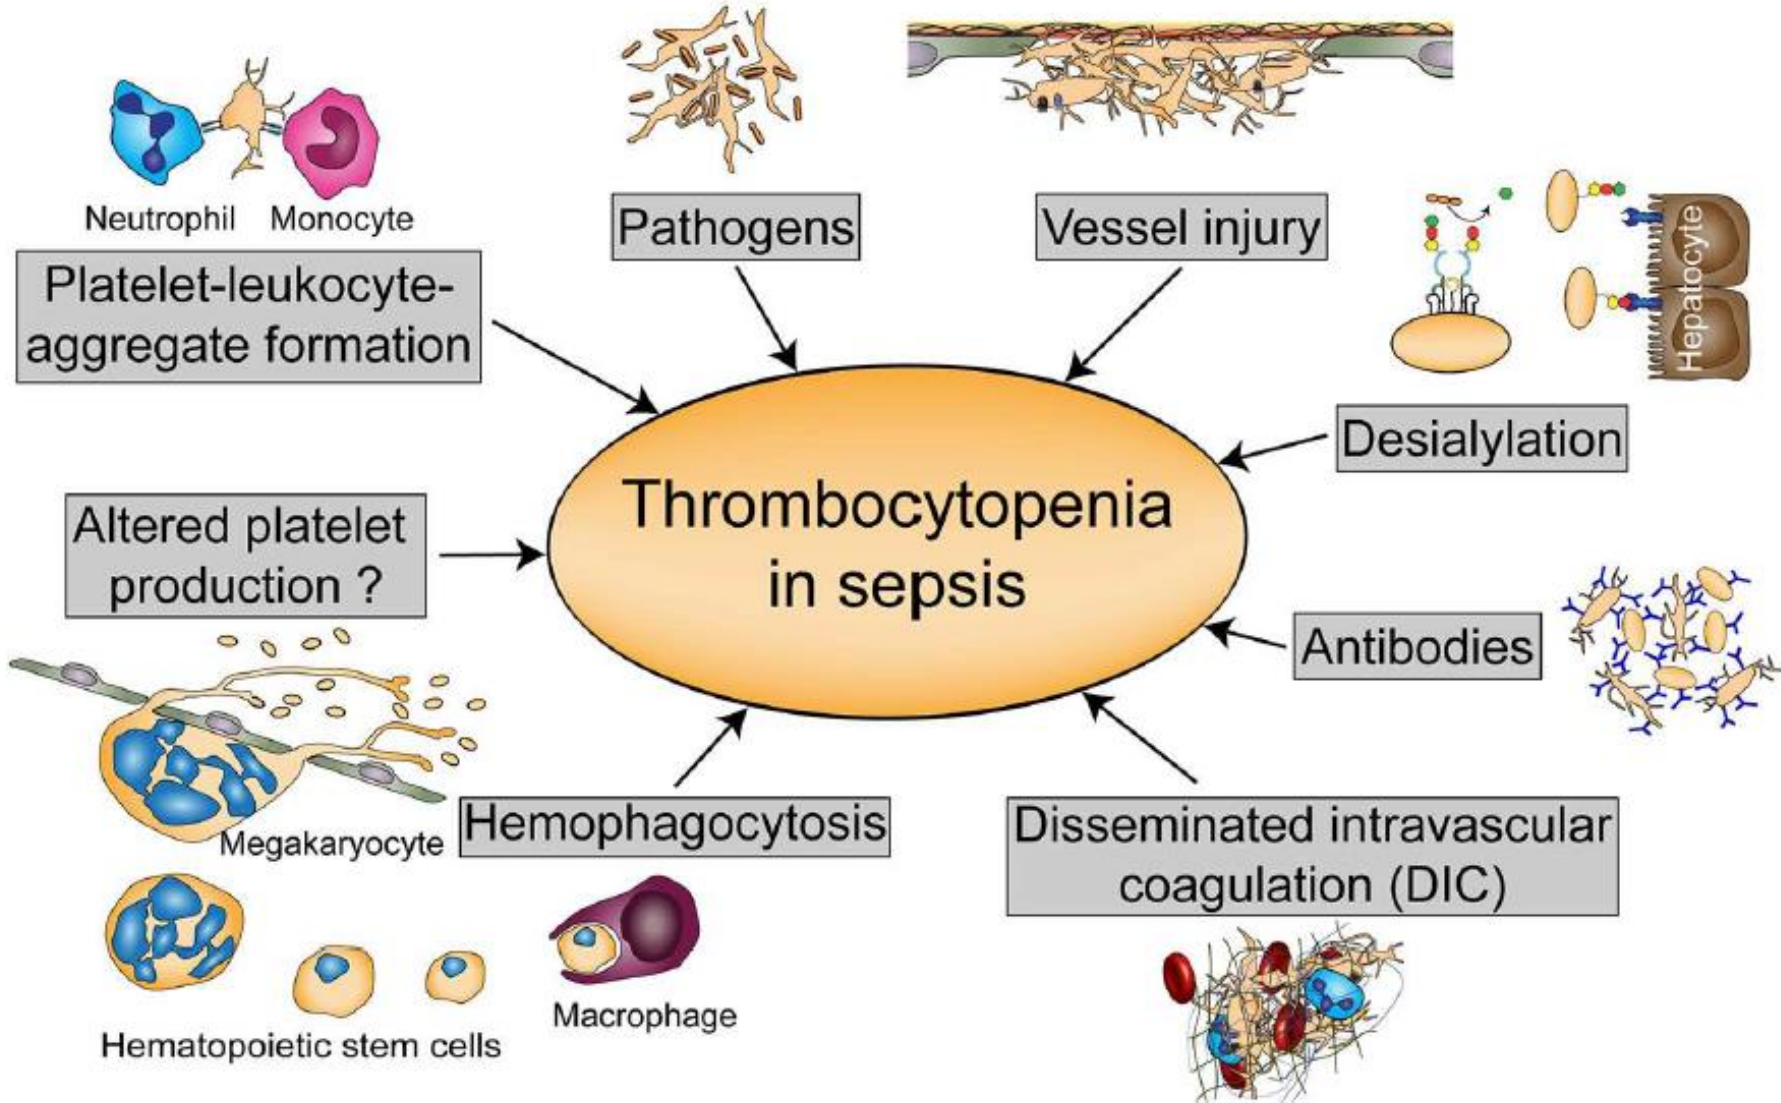 Neutrophil
Monocyte
Platelet-leukocyte-
aggregate formation
Pathogens
Vessel injury
Hepatocyte
Desialylation
Thrombocytopenia
in sepsis
Altered platelet
production ?
Antibodies
Megakaryocyte
Hemophagocytosis
Disseminated intravascular
coagulation (DIC)
Macrophage
Hematopoietic stem cells